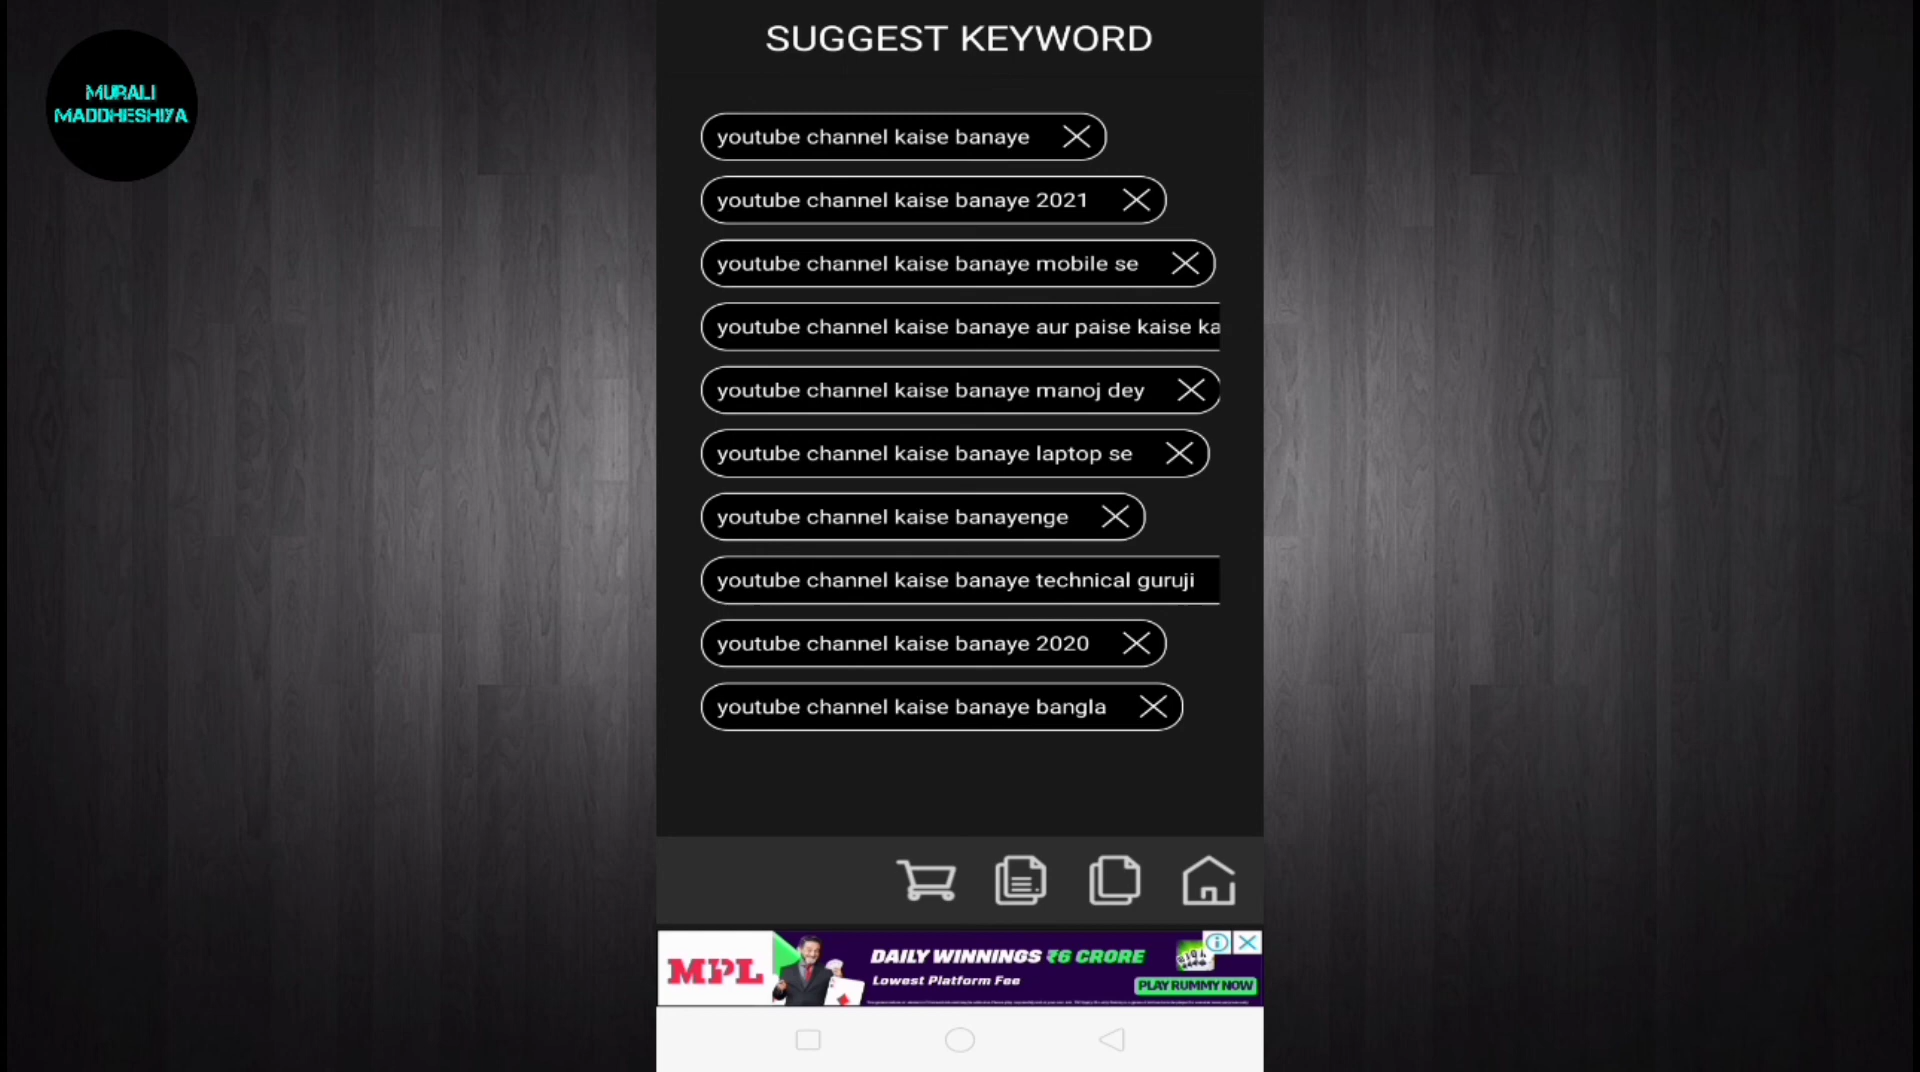 MURALI
MADDHESHIYA
SUGGEST KEYWORD
youtube channel kaise banaye
youtube channel kaise banaye 2021
youtube channel kaise banaye mobile se
youtube channel kaise banaye aur paise kaise ka
youtube channel kaise banaye manoj dey
youtube channel kaise banaye laptop se
youtube channel kaise banayenge
youtube channel kaise banaye technical guruji
youtube channel kaise banaye 2020
youtube channel kaise banaye bangla
MPL
DAILY WINNINGS ₹6 CRORE
Lowest Platform Fee
PLAY RUMMY NOW